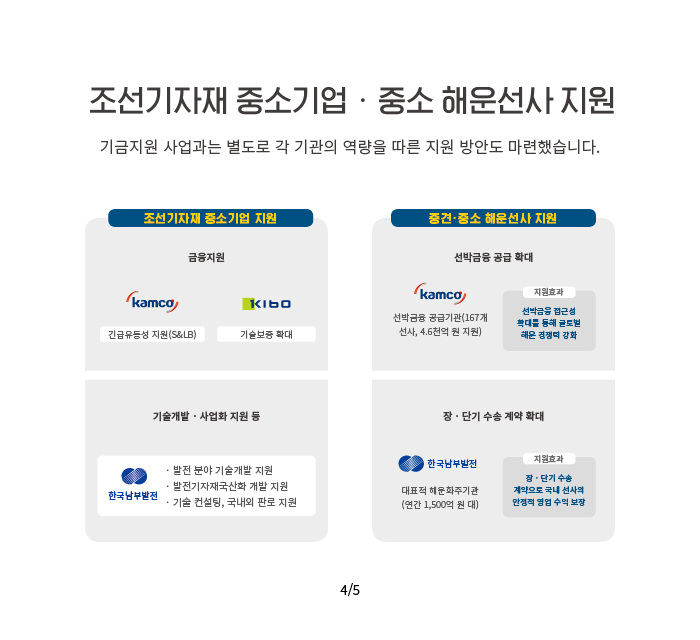 조선기자재 중소기업 · 중소 해운선사 지원
기금지원 사업과는 별도로 각 기관의 역량을 따른 지원 방안도 마련했습니다.
조선기자재 중소기업 지원
금융지원
kamco
KIBO
긴급유동성 지원(S&LB)
기술보증 확대
기술개발 · 사업화 지원 등
한국남부발전
· 발전 분야 기술개발 지원
· 발전기자재국산화 개발 지원
· 기술 컨설팅, 국내외 판로 지원
중견·중소 해운선사 지원
선박금융 공급 확대
kamco
선박금융 공급기관(167개
선사, 4.6천억 원 지원)
지원효과
선박금융 접근성
확대를 통해 글로벌
해운 경쟁력 강화
장 · 단기 수송 계약 확대
한국남부발전
대표적 해운화주기관
(연간 1,500억 원 대)
지원효과
장 · 단기 수송
계약으로 국내 선사의
안정적 영업 수익 보장
4/5